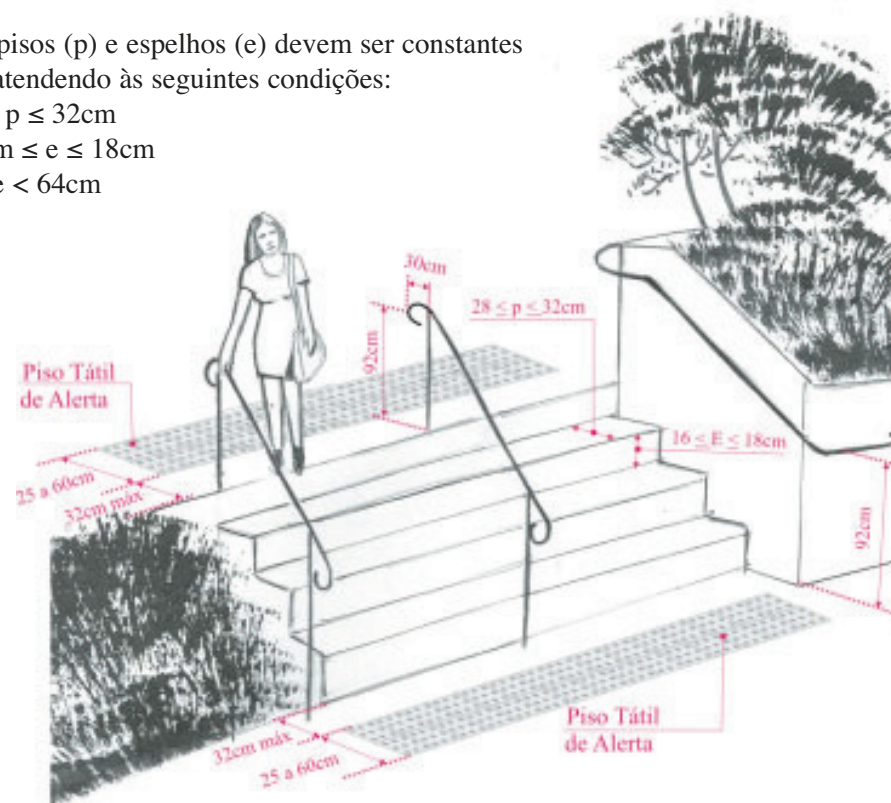 pisos (p) e espelhos (e) devem ser constantes
atendendo às seguintes condições:
p ≤ 32cm
m ≤ e ≤ 18cm
e < 64cm
30cm
28 ≤ p ≤ 32cm
92cm
Piso Tátil
de Alerta
16 ≤ E ≤ 18cm
25 a 60cm
32cm máx
92cm
Piso Tátil
de Alerta
32cm máx
25 a 60cm